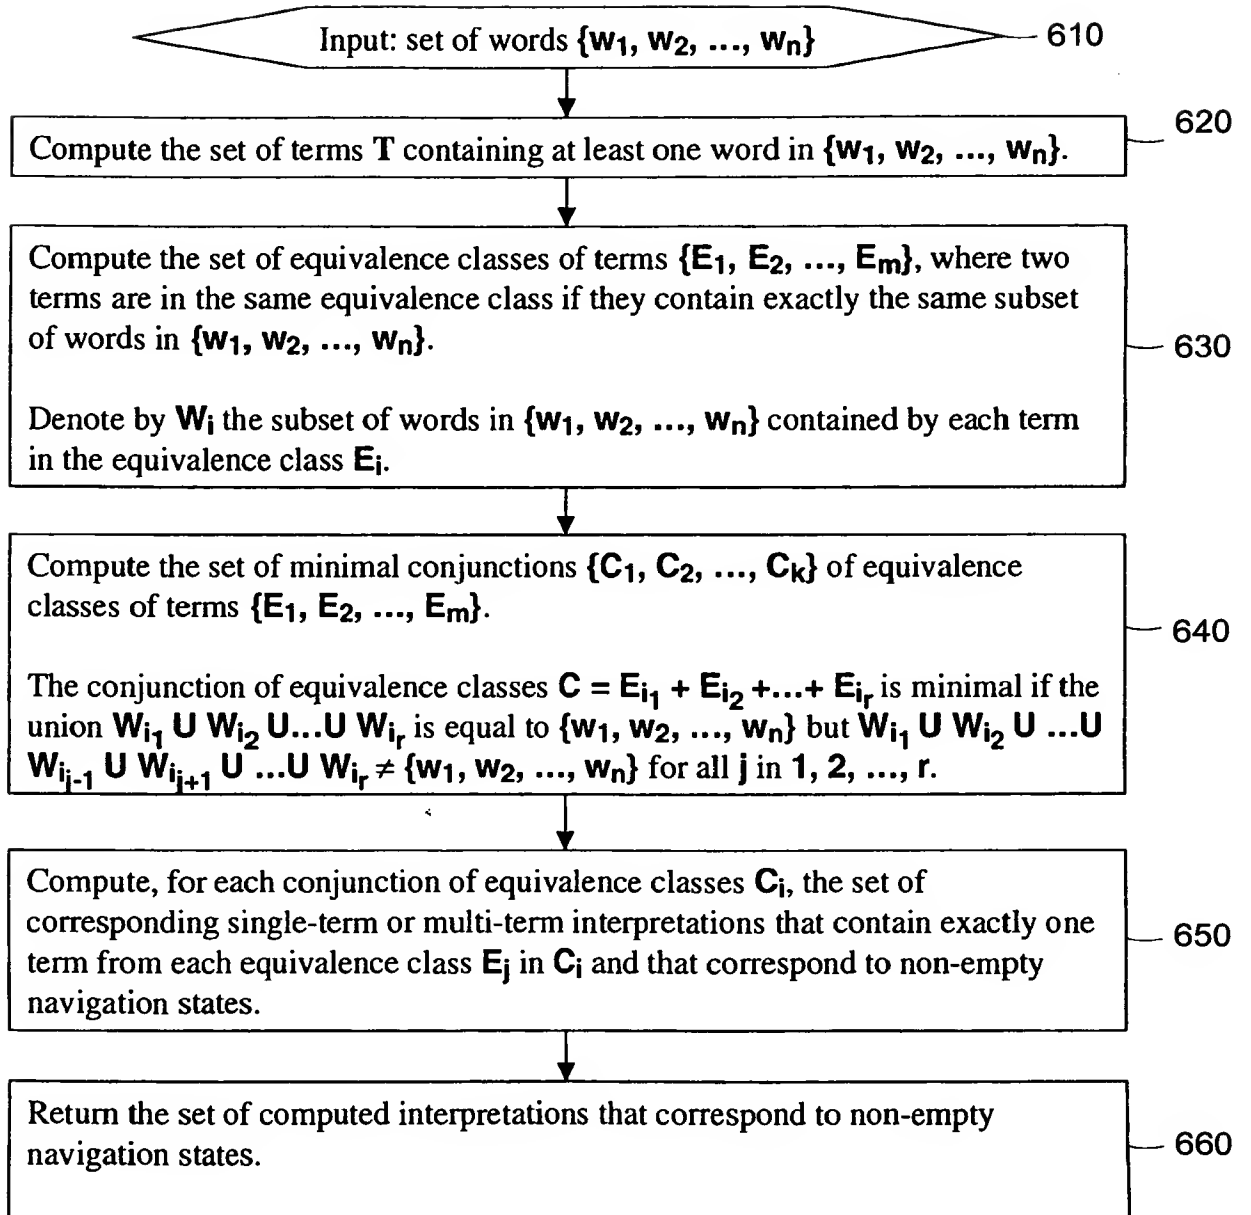 Input: set of words {w1, w2, ..., wn}
610
620
Compute the set of terms T containing at least one word in {w1, w2, ..., wn}.
Compute the set of equivalence classes of terms {E1, E2, ..., Em}, where two
terms are in the same equivalence class if they contain exactly the same subset
of words in {w1, w2, ..., wn}.
630
Denote by Wi the subset of words in {w1, w2, ..., wn} contained by each term
in the equivalence class Ei.
Compute the set of minimal conjunctions {C1, C2, ..., Ck} of equivalence
classes of terms {E1, E2, ..., Em}.
640
The conjunction of equivalence classes C = Ei1 + Ei2 +...+ Eir is minimal if the
union Wi1 U Wi2 U...U Wir is equal to {w1, w2, ..., wn} but Wi1 U Wi2 U ...U
Wij-1 U Wij+1 U ...U Wir ≠ {w1, w2, ..., wn} for all j in 1, 2, ..., r.
Compute, for each conjunction of equivalence classes Ci, the set of
corresponding single-term or multi-term interpretations that contain exactly one
term from each equivalence class Ej in Ci and that correspond to non-empty
navigation states.
650
Return the set of computed interpretations that correspond to non-empty
navigation states.
660